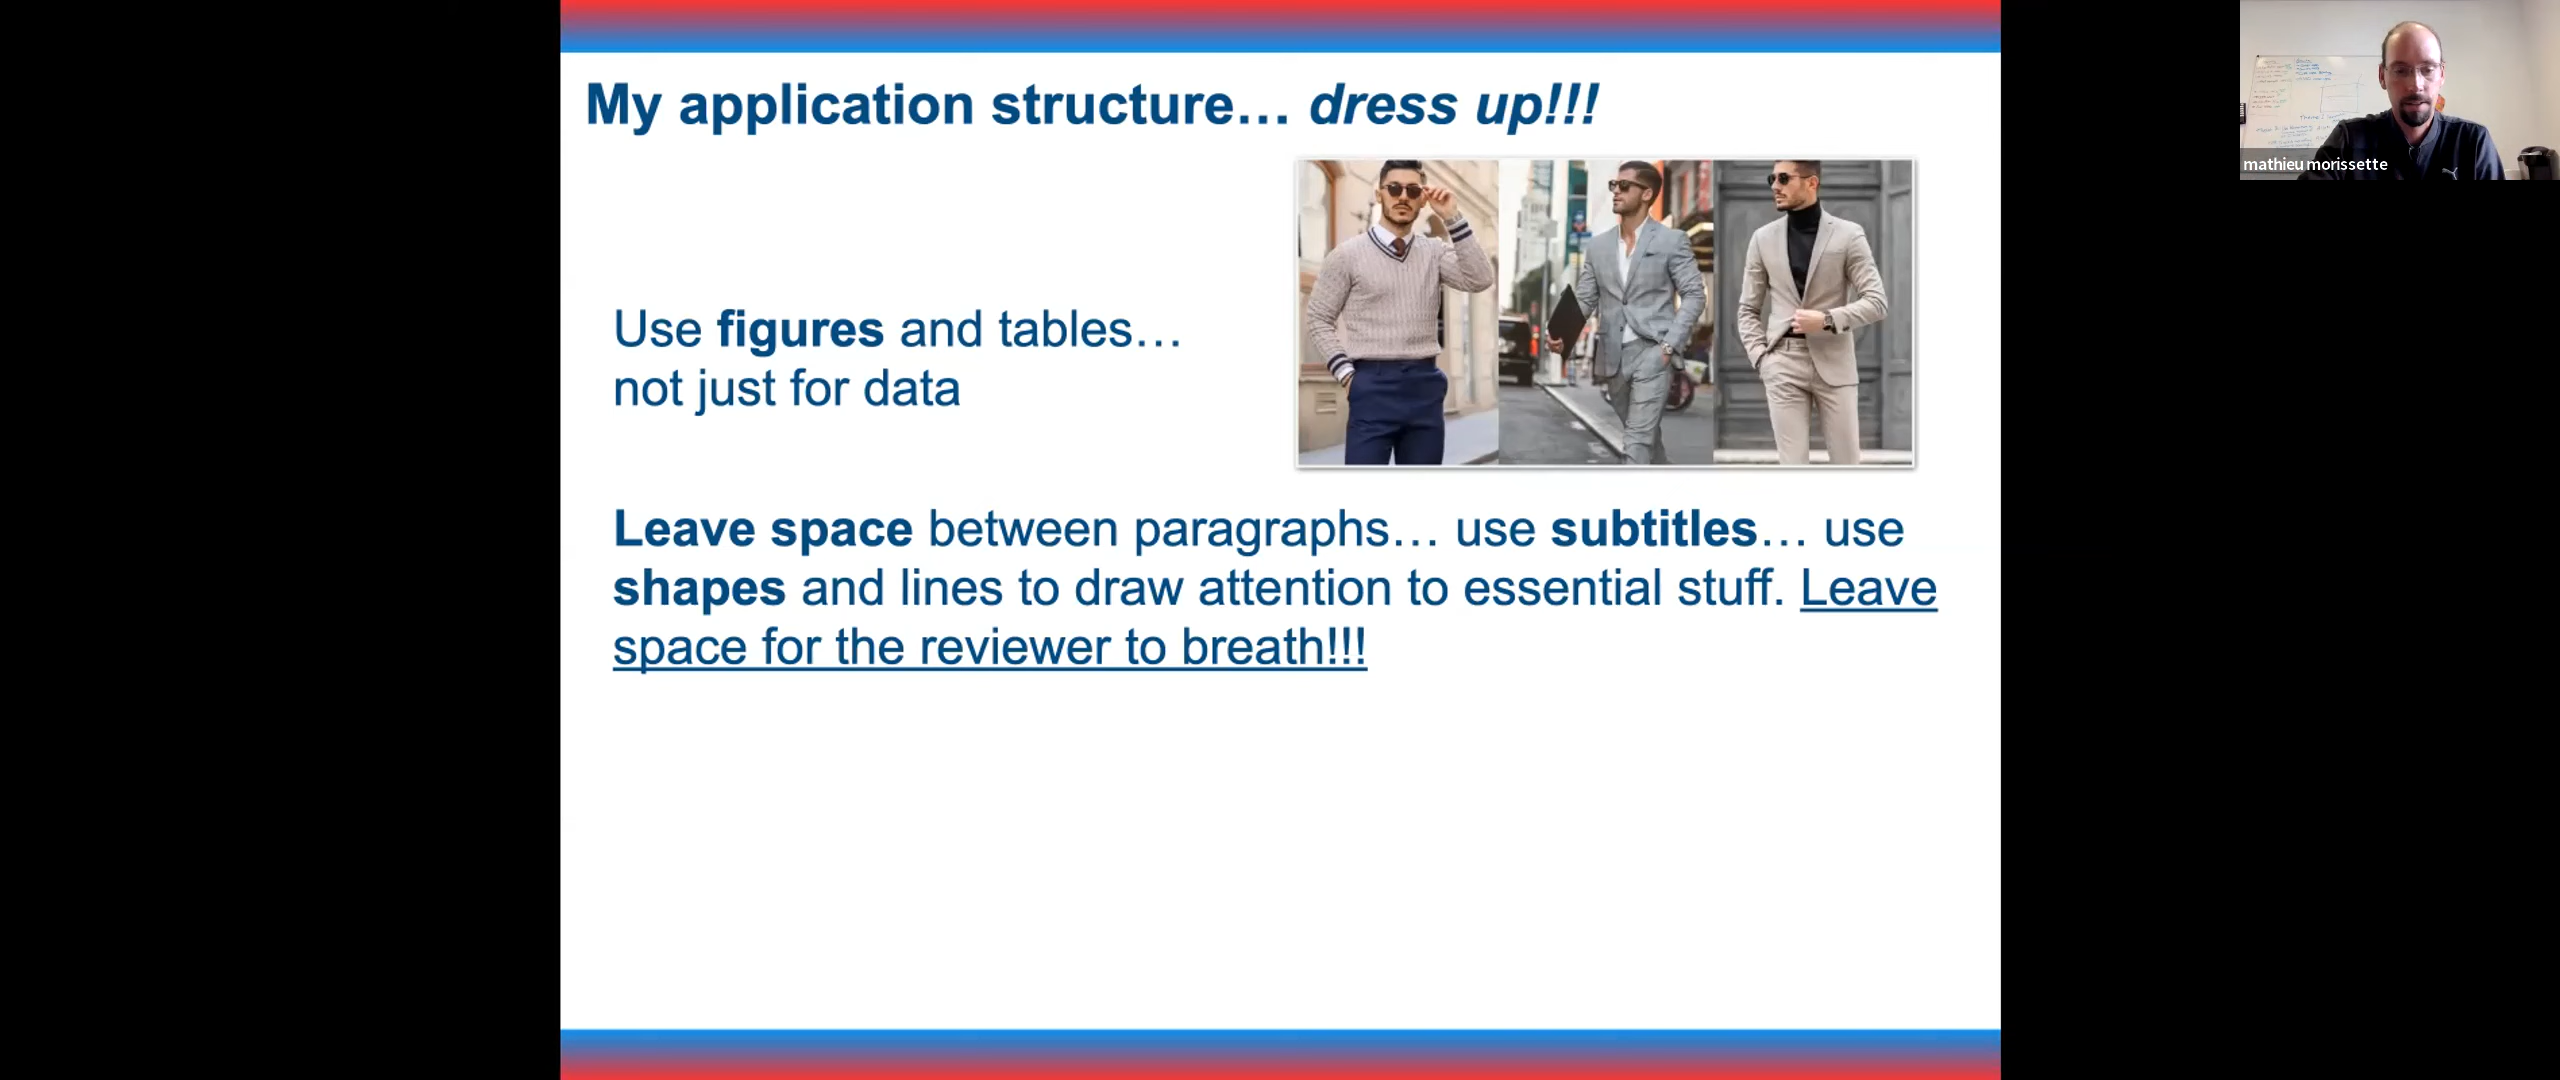 My application structure… dress up!!!
mathieu morissette
Use figures and tables…
not just for data
Leave space between paragraphs… use subtitles… use
shapes and lines to draw attention to essential stuff. Leave
space for the reviewer to breath!!!